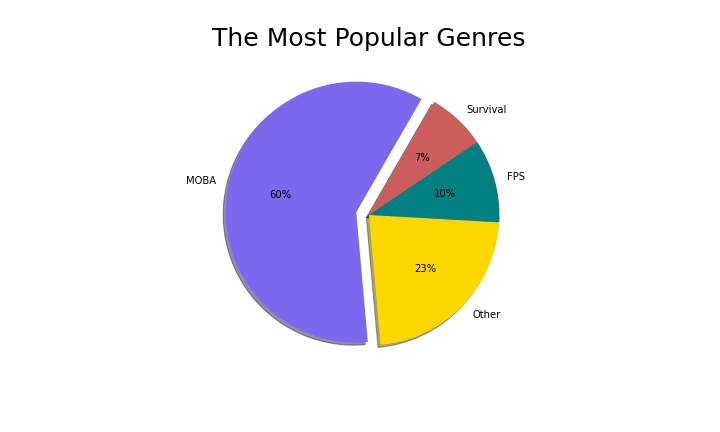 The Most Popular Genres
Survival
7%
FPS
10%
MOBA
60%
23%
Other